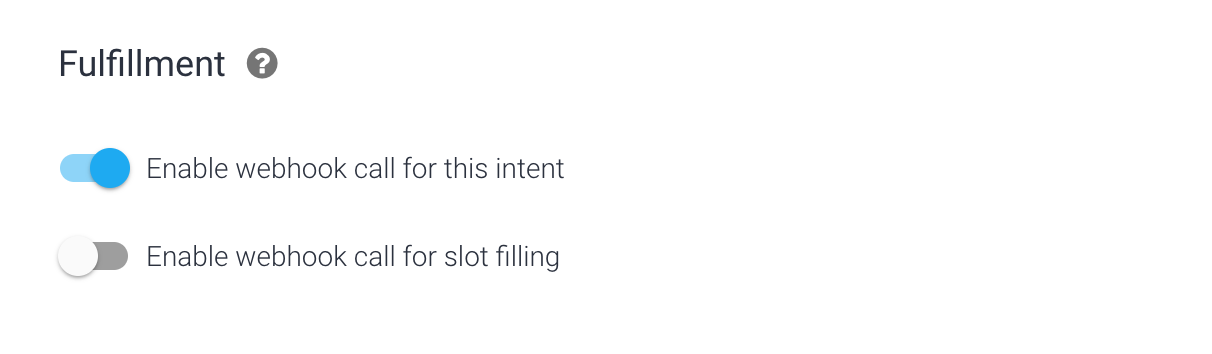 Fulfillment ?
Enable webhook call for this intent
Enable webhook call for slot filling